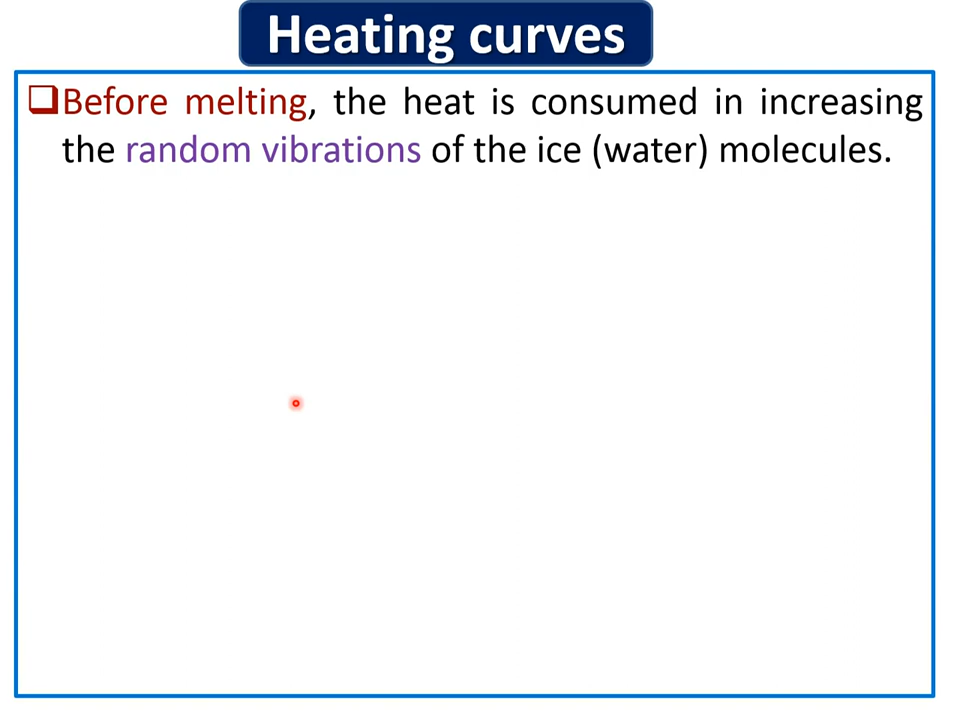 Heating curves
❑Before melting, the heat is consumed in increasing
the random vibrations of the ice (water) molecules.